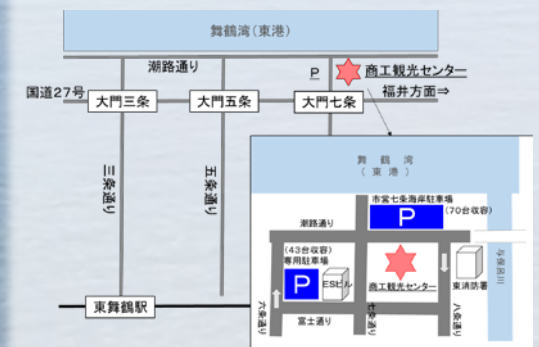 舞鶴湾(東港)
潮路通り
P
商工観光センター
国道27号
大門三条
大門五条
大門七条
福井方面⇒
三条通り
五条通り
東舞鶴駅
舞鶴湾
(東港)
市営七条海岸駐車場
P
(70台収容)
潮路通り
(43台収容)
専用駐車場
P
ESビル
商工観光センター
東消防署
与保呂川
六条通り
富士通り
七条通り
八条通り